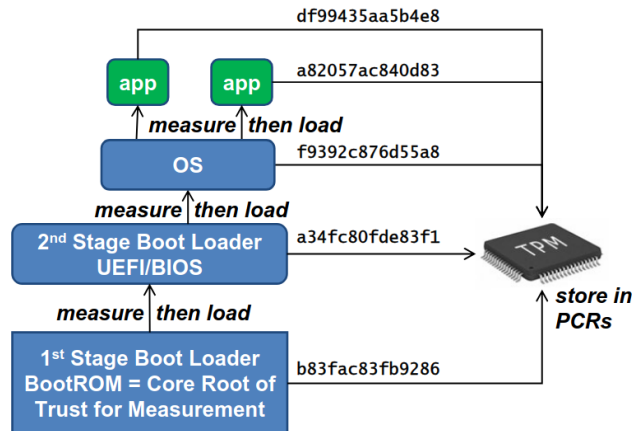 df99435aa5b4e8
app
app
a82057ac840d83
measure then load
OS
f9392c876d55a8
measure then load
2nd Stage Boot Loader
UEFI/BIOS
a34fc80fde83f1
TPM
measure then load
store in
PCRs
1st Stage Boot Loader
BootROM = Core Root of
Trust for Measurement
b83fac83fb9286